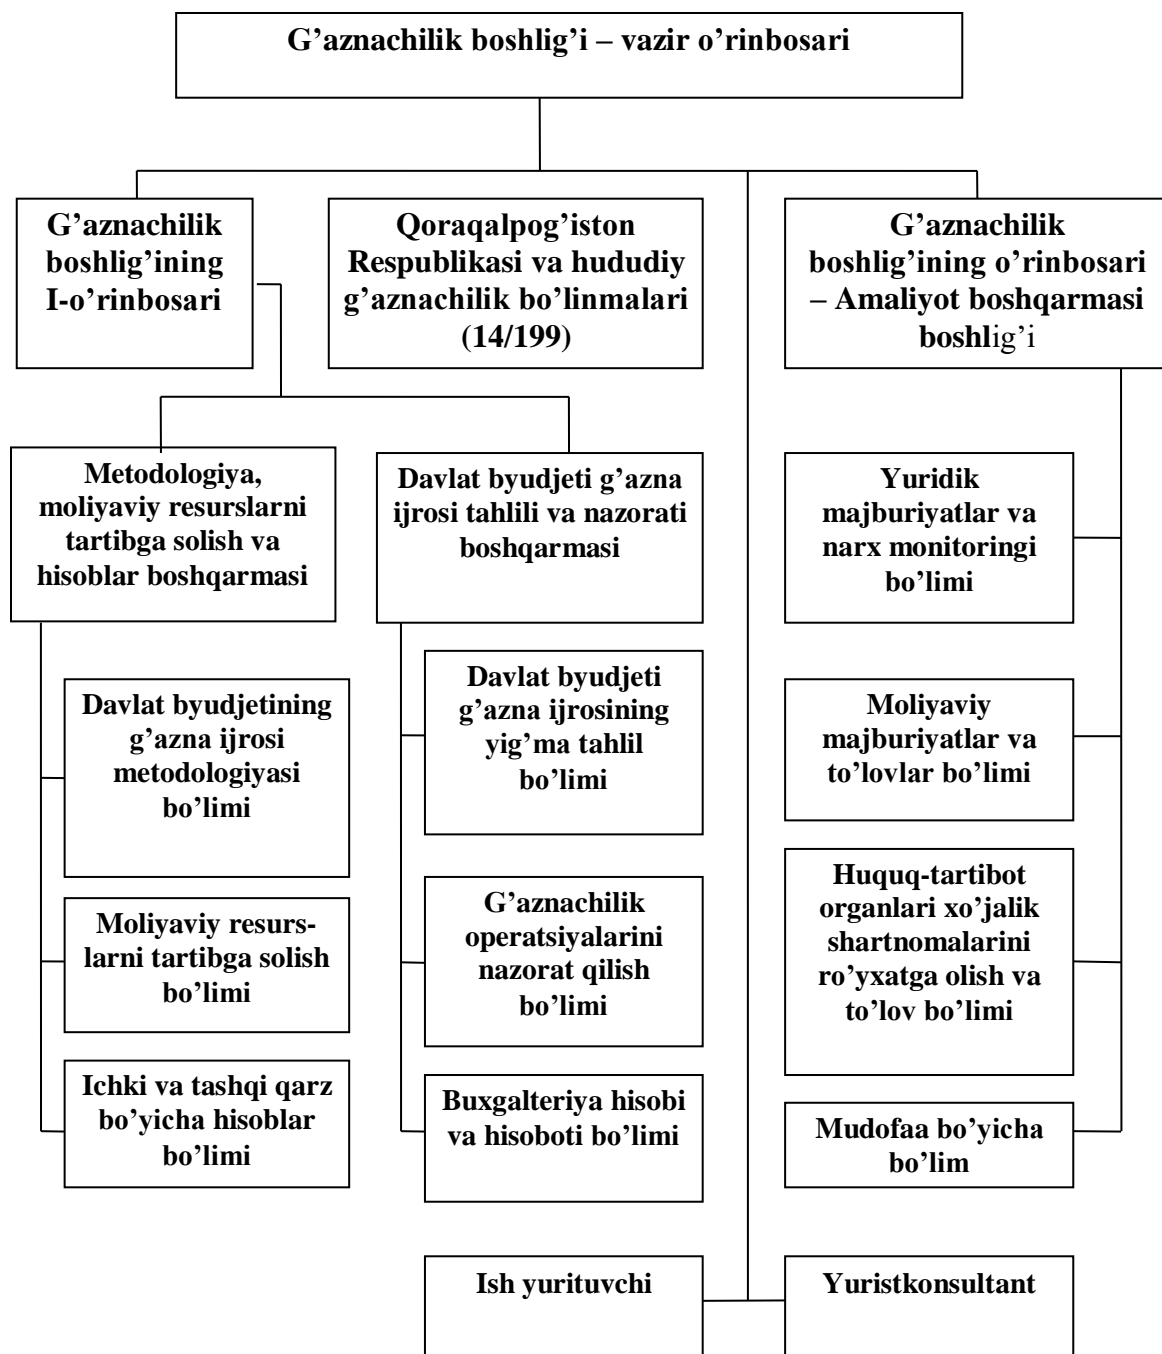 G’aznachilik boshlig’i – vazir o’rinbosari
G’aznachilik
boshlig’ining
I-o’rinbosari
Qoraqalpog’iston
Respublikasi va hududiy
g’aznachilik bo’linmalari
(14/199)
G’aznachilik
boshlig’ining o’rinbosari
– Amaliyot boshqarmasi
boshlig’i
Metodologiya,
moliyaviy resurslarni
tartibga solish va
hisoblar boshqarmasi
Davlat byudjeti g’azna
ijrosi tahlili va nazorati
boshqarmasi
Yuridik
majburiyatlar va
narx monitoringi
bo’limi
Davlat byudjetining
g’azna ijrosi
metodologiyasi
bo’limi
Davlat byudjeti
g’azna ijrosining
yig’ma tahlil
bo’limi
Moliyaviy
majburiyatlar va
to’lovlar bo’limi
Moliyaviy resurs-
larni tartibga solish
bo’limi
G’aznachilik
operatsiyalarini
nazorat qilish
bo’limi
Huquq-tartibot
organlari xo’jalik
shartnomalarini
ro’yxatga olish va
to’lov bo’limi
Ichki va tashqi qarz
bo’yicha hisoblar
bo’limi
Buxgalteriya hisobi
va hisoboti bo’limi
Mudofaa bo’yicha
bo’lim
Ish yurituvchi
Yuristkonsultant